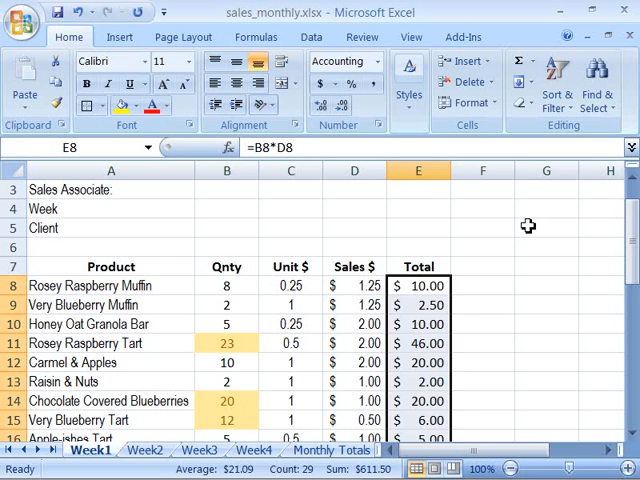 sales_monthly.xlsx - Microsoft Excel
Home Insert Page Layout Formulas Data Review View
Paste Calibri 11 B I U A A A Accounting $ % , Styles Insert Delete Format Σ Sort & Filter Find & Select
Clipboard Font Alignment Number Cells Editing
E8 fx =B8*D8
A B C D E F G H
3 Sales Associate:
4 Week
5 Client
6
7 Product Qnty Unit $ Sales $ Total
8 Rosey Raspberry Muffin 8 0.25 $ 1.25 $ 10.00
9 Very Blueberry Muffin 2 1 $ 1.25 $ 2.50
10 Honey Oat Granola Bar 5 0.25 $ 2.00 $ 10.00
11 Rosey Raspberry Tart 23 0.5 $ 2.00 $ 46.00
12 Carmel & Apples 10 1 $ 2.00 $ 20.00
13 Raisin & Nuts 2 1 $ 1.00 $ 2.00
14 Chocolate Covered Blueberries 20 1 $ 1.00 $ 20.00
15 Very Blueberry Tart 12 1 $ 0.50 $ 6.00
16 Apple-ishes Tart 5 0.5 $ 1.00 $ 5.00
Week1 Week2 Week3 Week4 Monthly Totals
Ready Average: $21.09 Count: 29 Sum: $611.50 100%